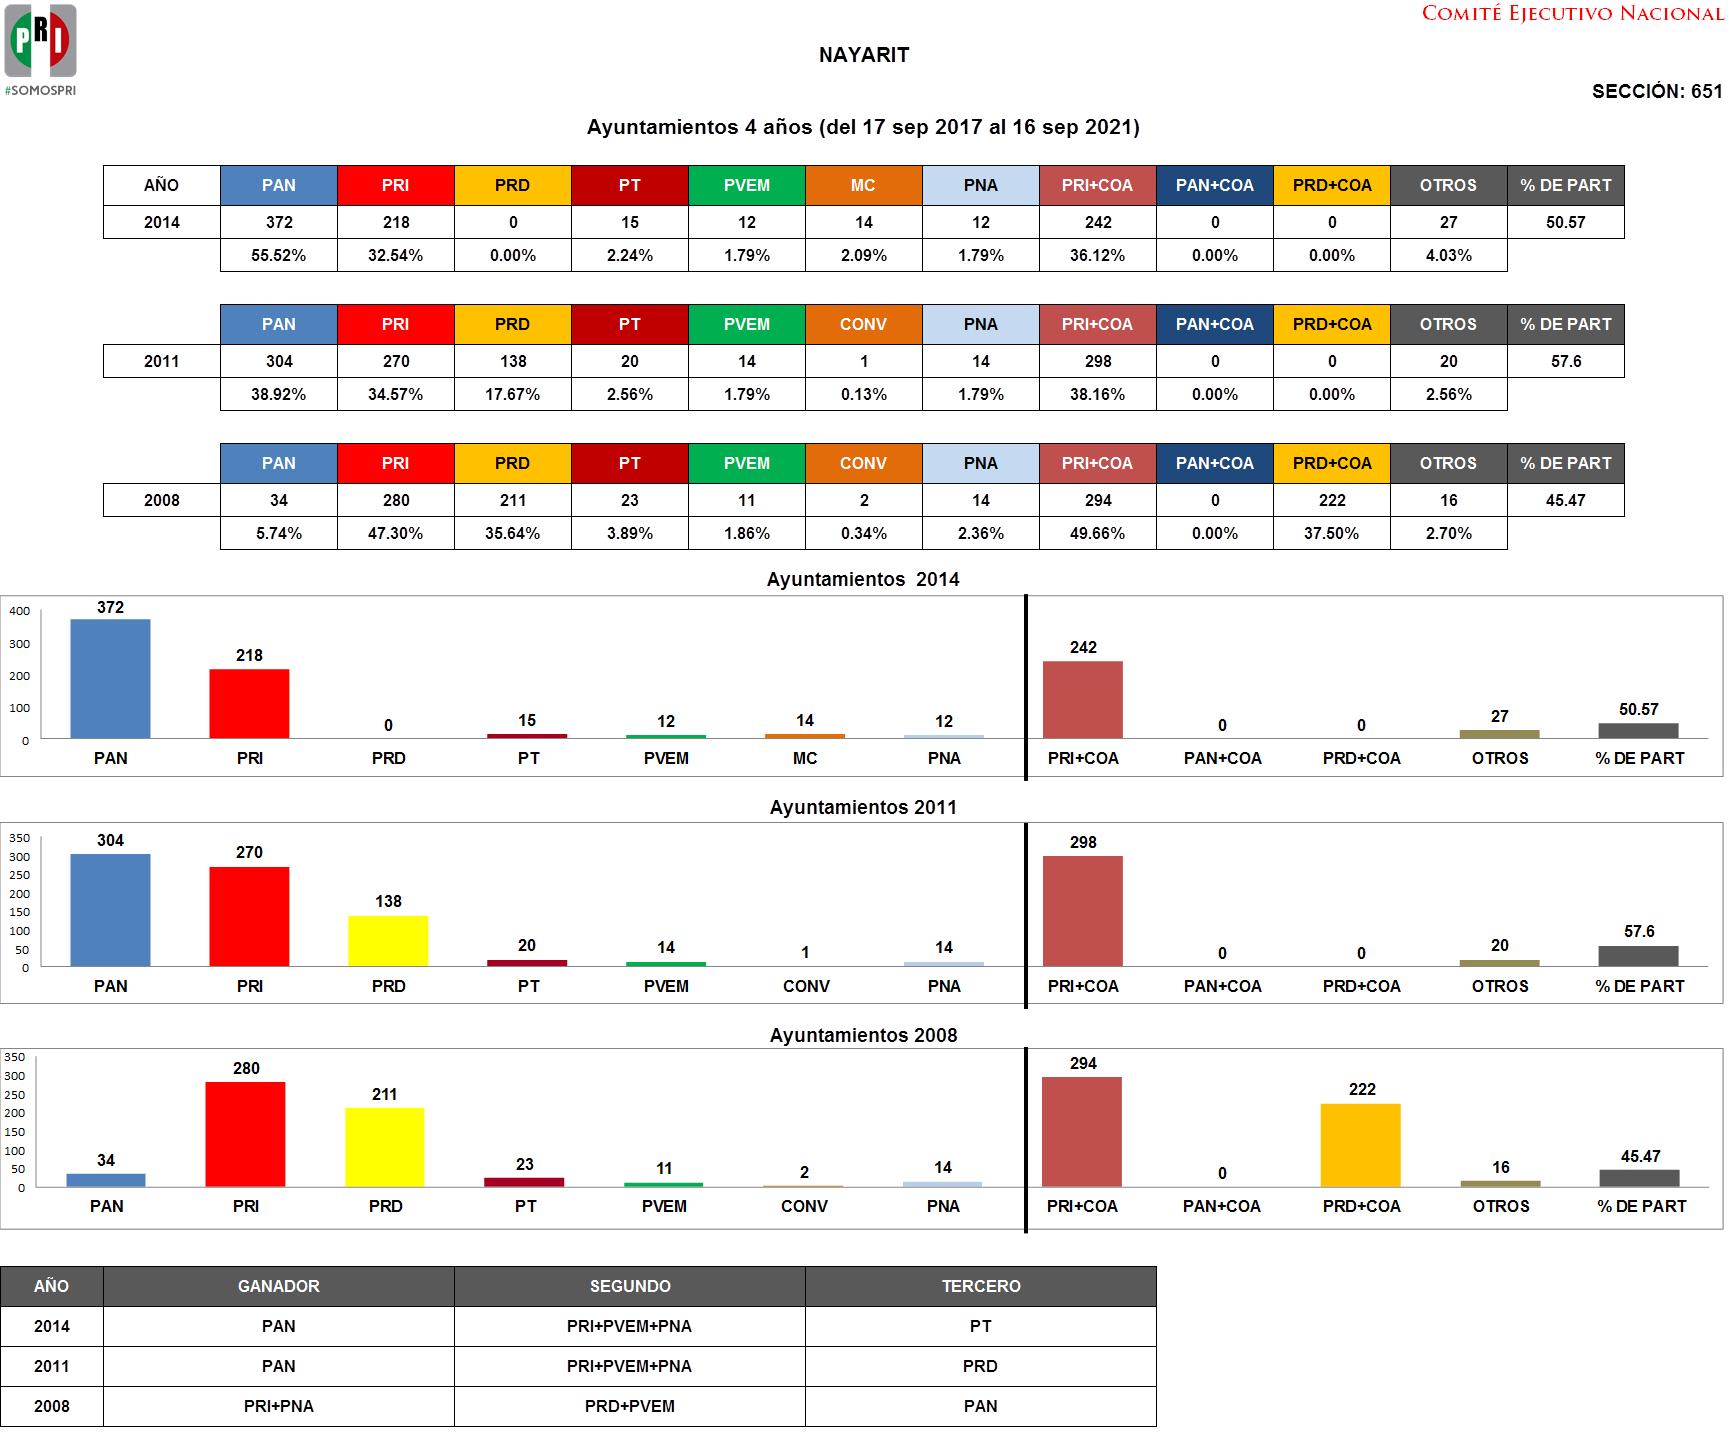 PRI
#SOMOSPRI
COMITÉ EJECUTIVO NACIONAL
NAYARIT
SECCIÓN: 651
Ayuntamientos 4 años (del 17 sep 2017 al 16 sep 2021)
AÑO PAN PRI PRD PT PVEM MC PNA PRI+COA PAN+COA PRD+COA OTROS % DE PART
2014 372 218 0 15 12 14 12 242 0 0 27 50.57
55.52% 32.54% 0.00% 2.24% 1.79% 2.09% 1.79% 36.12% 0.00% 0.00% 4.03%
PAN PRI PRD PT PVEM CONV PNA PRI+COA PAN+COA PRD+COA OTROS % DE PART
2011 304 270 138 20 14 1 14 298 0 0 20 57.6
38.92% 34.57% 17.67% 2.56% 1.79% 0.13% 1.79% 38.16% 0.00% 0.00% 2.56%
PAN PRI PRD PT PVEM CONV PNA PRI+COA PAN+COA PRD+COA OTROS % DE PART
2008 34 280 211 23 11 2 14 294 0 222 16 45.47
5.74% 47.30% 35.64% 3.89% 1.86% 0.34% 2.36% 49.66% 0.00% 37.50% 2.70%
Ayuntamientos 2014
400
300
200
100
0
372 218 0 15 12 14 12 242 0 0 27 50.57
PAN PRI PRD PT PVEM MC PNA PRI+COA PAN+COA PRD+COA OTROS % DE PART
Ayuntamientos 2011
350
300
250
200
150
100
50
0
304 270 138 20 14 1 14 298 0 0 20 57.6
PAN PRI PRD PT PVEM CONV PNA PRI+COA PAN+COA PRD+COA OTROS % DE PART
Ayuntamientos 2008
350
300
250
200
150
100
50
0
34 280 211 23 11 2 14 294 0 222 16 45.47
PAN PRI PRD PT PVEM CONV PNA PRI+COA PAN+COA PRD+COA OTROS % DE PART
AÑO GANADOR SEGUNDO TERCERO
2014 PAN PRI+PVEM+PNA PT
2011 PAN PRI+PVEM+PNA PRD
2008 PRI+PNA PRD+PVEM PAN